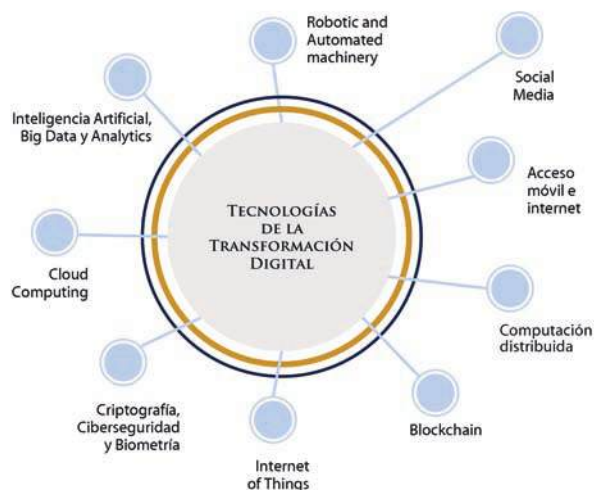 Robotic and
Automated
machinery
Social
Media
Inteligencia Artificial,
Big Data y Analytics
Acceso
móvil e
internet
TECNOLOGÍAS
DE LA
TRANSFORMACIÓN
DIGITAL
Cloud
Computing
Computación
distribuida
Criptografía,
Ciberseguridad
y Biometría
Blockchain
Internet
of Things